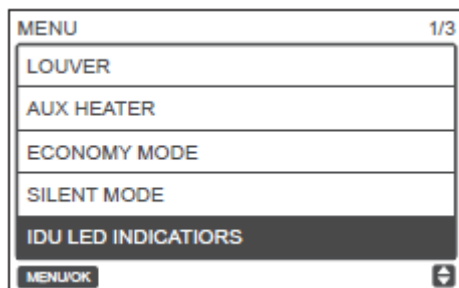 MENU 1/3
LOUVER
AUX HEATER
ECONOMY MODE
SILENT MODE
IDU LED INDICATIORS
MENU/OK